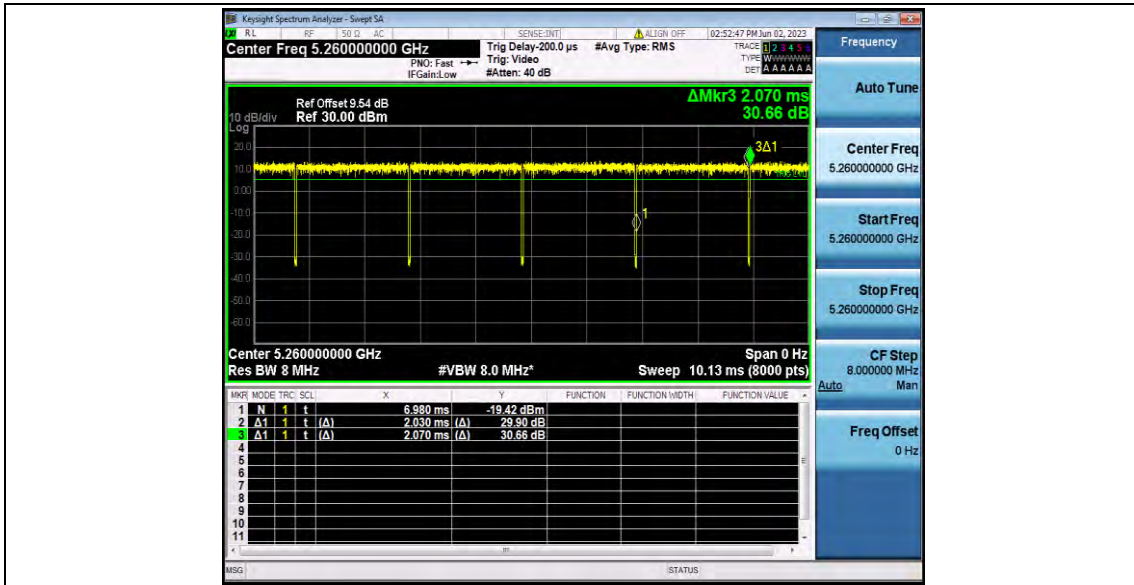 Keysight Spectrum Analyzer - Swept SA
RL RF 50 Ω AC SENSE:INT ALIGN OFF 02:52:47 PM Jun 02, 2023
Center Freq 5.260000000 GHz
PNO: Fast
IFGain:Low
Trig Delay-200.0 µs
Trig: Video
#Atten: 40 dB
#Avg Type: RMS
TRACE 1 2 3 4 5 6
TYPE WWWWWW
DET A A A A A A
ΔMkr3 2.070 ms
30.66 dB
10 dB/div
Log
Ref Offset 9.54 dB
Ref 30.00 dBm
20.0
10.0
0.00
-10.0
-20.0
-30.0
-40.0
-50.0
-60.0
3Δ1
1
Center 5.260000000 GHz Span 0 Hz
Res BW 8 MHz #VBW 8.0 MHz* Sweep 10.13 ms (8000 pts)
MKR MODE TRC SCL X Y FUNCTION FUNCTION WIDTH FUNCTION VALUE
1 N 1 t 6.980 ms -19.42 dBm
2 Δ1 1 t (Δ) 2.030 ms (Δ) 29.90 dB
3 Δ1 1 t (Δ) 2.070 ms (Δ) 30.66 dB
4
5
6
7
8
9
10
11
MSG STATUS
Frequency
Auto Tune
Center Freq
5.260000000 GHz
Start Freq
5.260000000 GHz
Stop Freq
5.260000000 GHz
CF Step
8.000000 MHz
Auto Man
Freq Offset
0 Hz